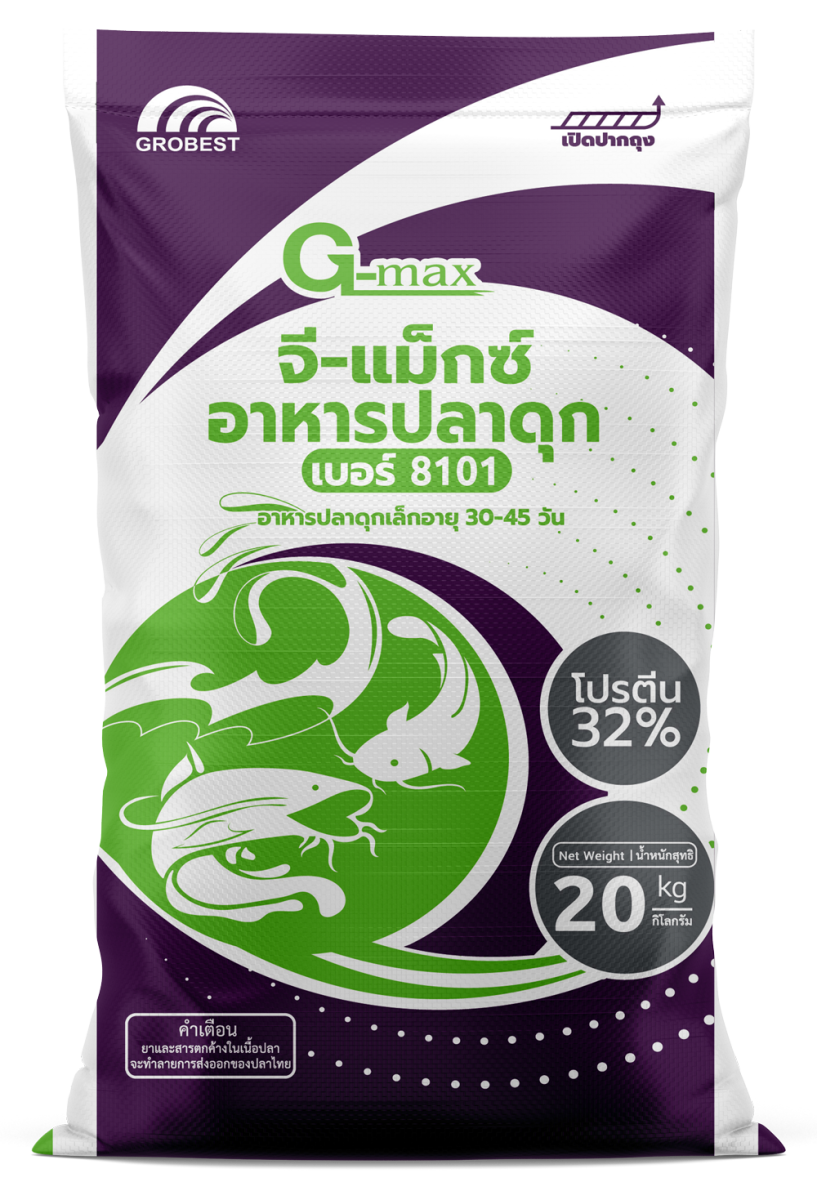 GROBEST
เปิดปากถุง
G-max
จี-แม็กซ์
อาหารปลาดุก
เบอร์ 8101
อาหารปลาดุกเล็กอายุ 30-45 วัน
โปรตีน
32%
Net Weight | น้ำหนักสุทธิ
20 kg
กิโลกรัม
คำเตือน
ยาและสารตกค้างในเนื้อปลา
จะทำลายการส่งออกของปลาไทย